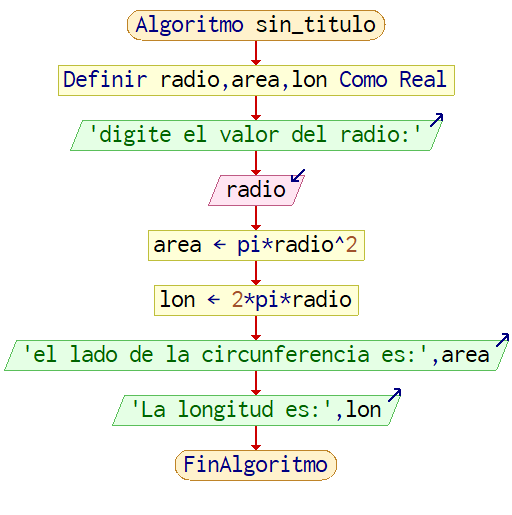 Algoritmo sin_titulo
Definir radio,area,lon Como Real
'digite el valor del radio:'
radio
area ← pi*radio^2
lon ← 2*pi*radio
'el lado de la circunferencia es:',area
'La longitud es:',lon
FinAlgoritmo